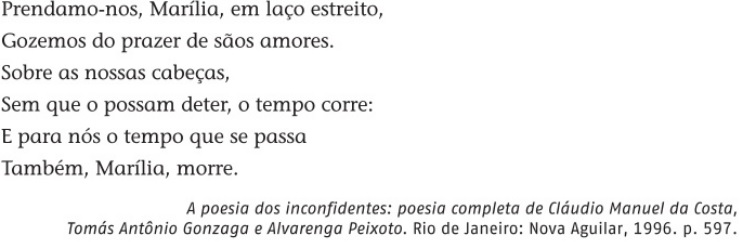 Prendamo-nos, Marília, em laço estreito,
Gozemos do prazer de sãos amores.
Sobre as nossas cabeças,
Sem que o possam deter, o tempo corre:
E para nós o tempo que se passa
Também, Marília, morre.
A poesia dos inconfidentes: poesia completa de Cláudio Manuel da Costa,
Tomás Antônio Gonzaga e Alvarenga Peixoto. Rio de Janeiro: Nova Aguilar, 1996. p. 597.